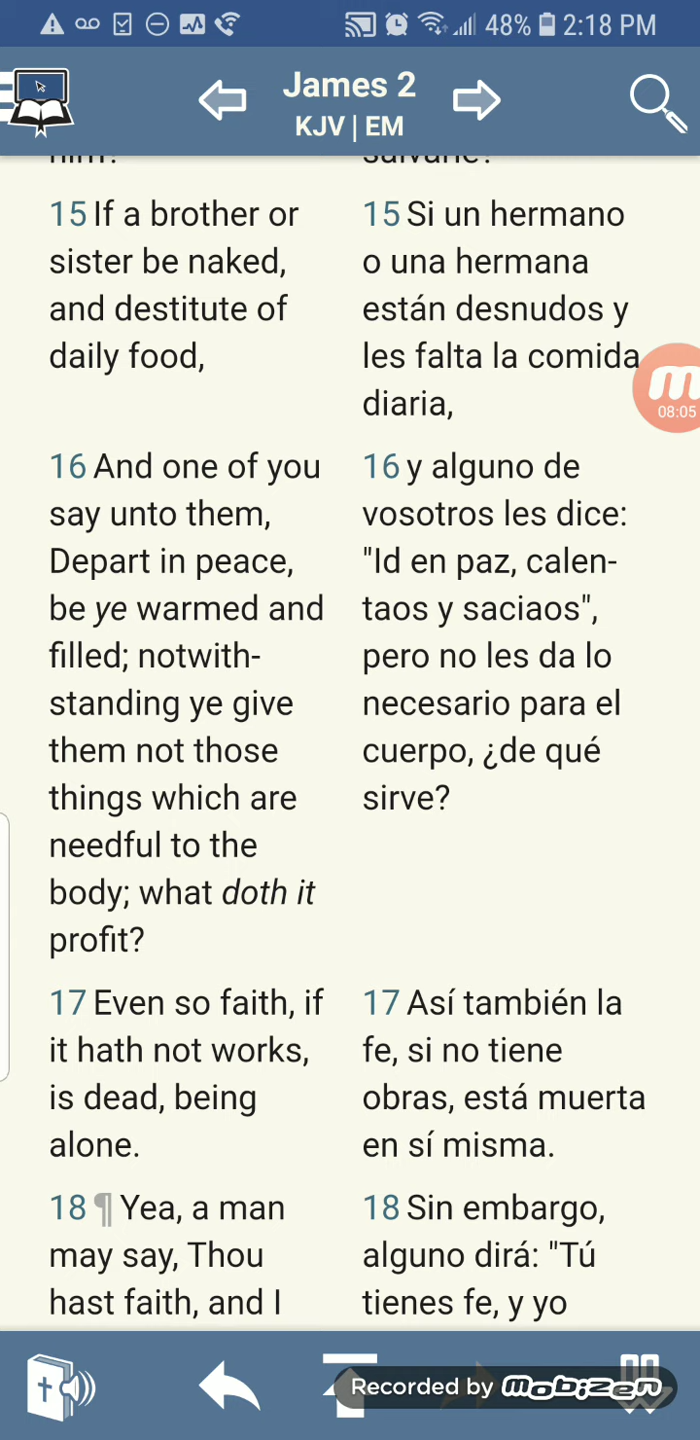 48% 2:18 PM
James 2
KJV | EM
15 If a brother or
sister be naked,
and destitute of
daily food,
15 Si un hermano
o una hermana
están desnudos y
les falta la comida
diaria,
08:05
16 And one of you
say unto them,
Depart in peace,
be ye warmed and
filled; notwith-
standing ye give
them not those
things which are
needful to the
body; what doth it
profit?
16 y alguno de
vosotros les dice:
"Id en paz, calen-
taos y saciaos",
pero no les da lo
necesario para el
cuerpo, ¿de qué
sirve?
17 Even so faith, if
it hath not works,
is dead, being
alone.
17 Así también la
fe, si no tiene
obras, está muerta
en sí misma.
18 ¶ Yea, a man
may say, Thou
hast faith, and I
18 Sin embargo,
alguno dirá: "Tú
tienes fe, y yo
Recorded by mobizen